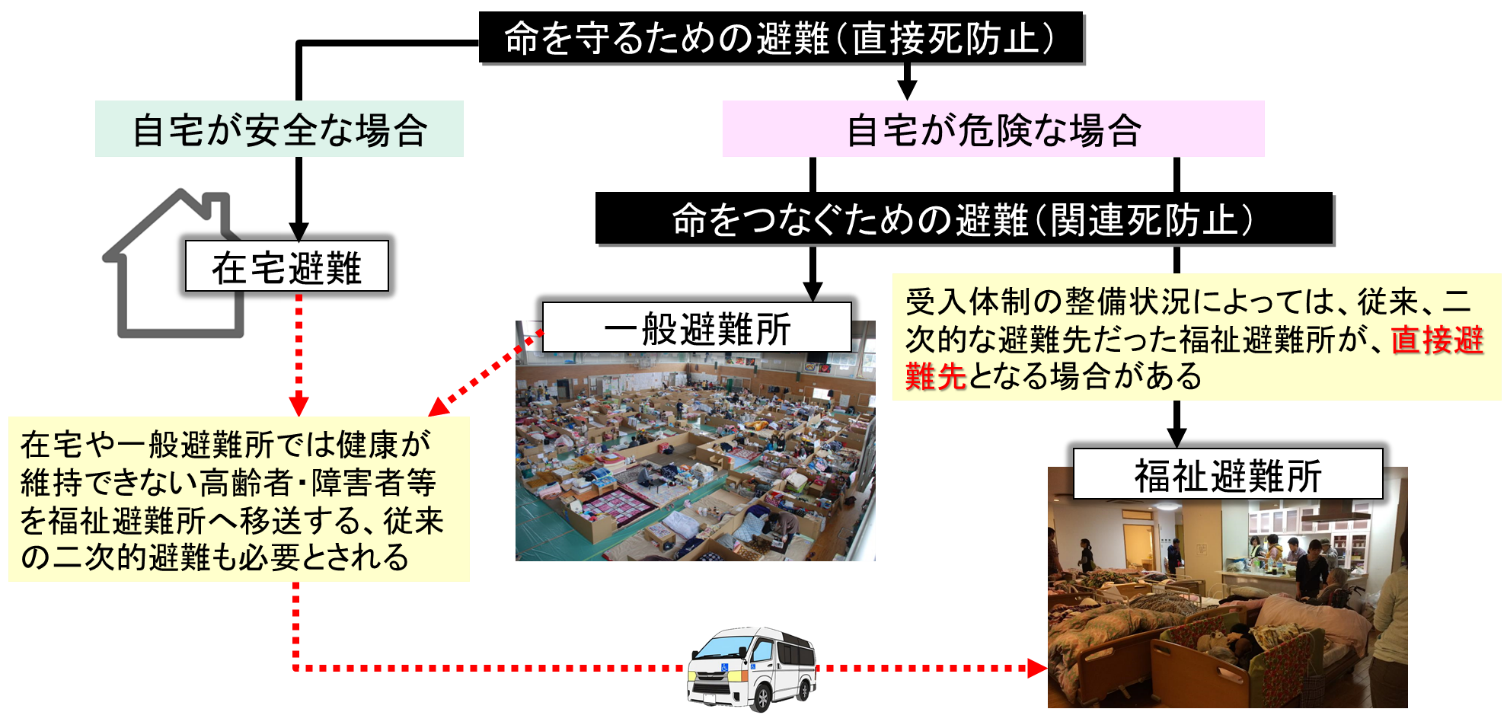 命を守るための避難（直接死防止）
自宅が安全な場合
自宅が危険な場合
命をつなぐための避難（関連死防止）
在宅避難
一般避難所
受入体制の整備状況によっては、従来、二
次的な避難先だった福祉避難所が、直接避
難先となる場合がある
在宅や一般避難所では健康が
維持できない高齢者・障害者等
を福祉避難所へ移送する、従来
の二次的避難も必要とされる
福祉避難所